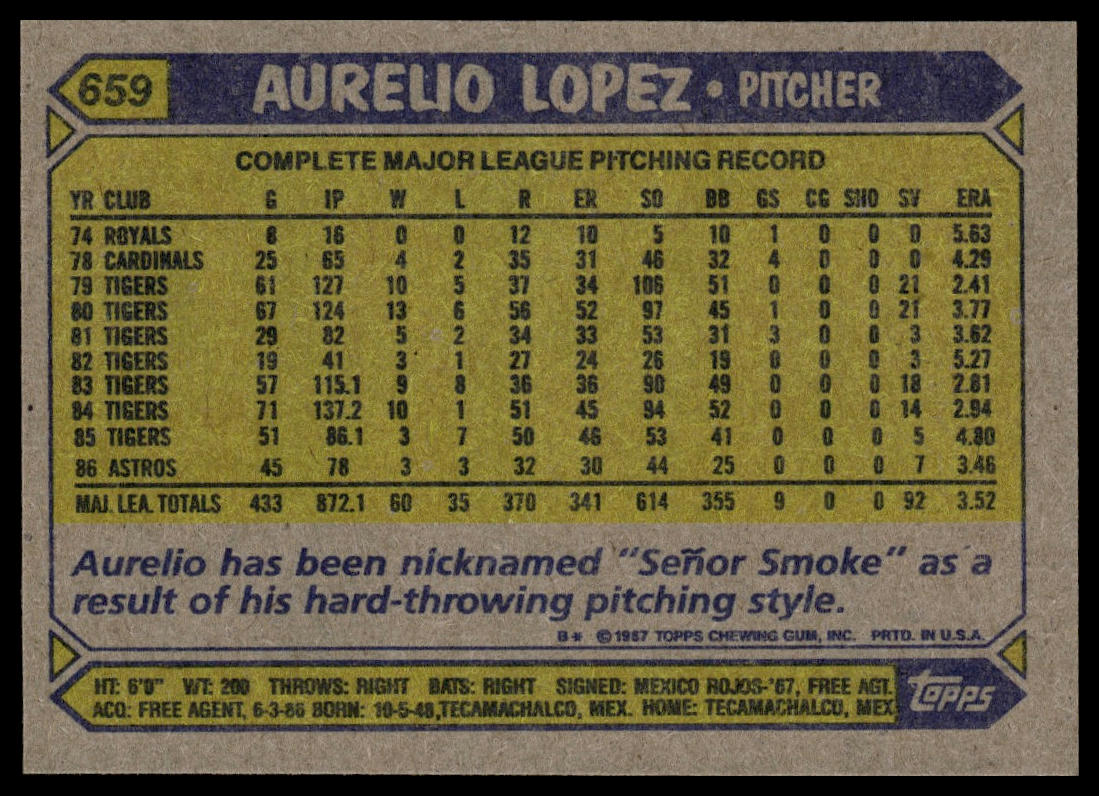 659 AURELIO LOPEZ • PITCHER
COMPLETE MAJOR LEAGUE PITCHING RECORD
YR CLUB G IP W L R ER SO BB GS CG SHO SV ERA
74 ROYALS 8 16 0 0 12 10 5 10 1 0 0 0 5.63
78 CARDINALS 25 65 4 2 35 31 46 32 4 0 0 0 4.29
79 TIGERS 61 127 10 5 37 34 106 51 0 0 0 21 2.41
80 TIGERS 67 124 13 6 56 52 97 45 1 0 0 21 3.77
81 TIGERS 29 82 5 2 34 33 53 31 3 0 0 3 3.62
82 TIGERS 19 41 3 1 27 24 26 19 0 0 0 3 5.27
83 TIGERS 57 115.1 9 8 36 36 90 49 0 0 0 18 2.81
84 TIGERS 71 137.2 10 1 51 45 94 52 0 0 0 14 2.94
85 TIGERS 51 86.1 3 7 50 46 53 41 0 0 0 5 4.80
86 ASTROS 45 78 3 3 32 30 44 25 0 0 0 7 3.46
MAJ. LEA. TOTALS 433 872.1 60 35 370 341 614 355 9 0 0 92 3.52
Aurelio has been nicknamed "Señor Smoke" as a
result of his hard-throwing pitching style.
B* © 1987 TOPPS CHEWING GUM, INC. PRTD. IN U.S.A.
HT: 6'0" WT: 200 THROWS: RIGHT BATS: RIGHT SIGNED: MEXICO ROJOS-'67, FREE AGT.
ACQ: FREE AGENT, 6-3-86 BORN: 10-5-48, TECAMACHALCO, MEX. HOME: TECAMACHALCO, MEX
topps